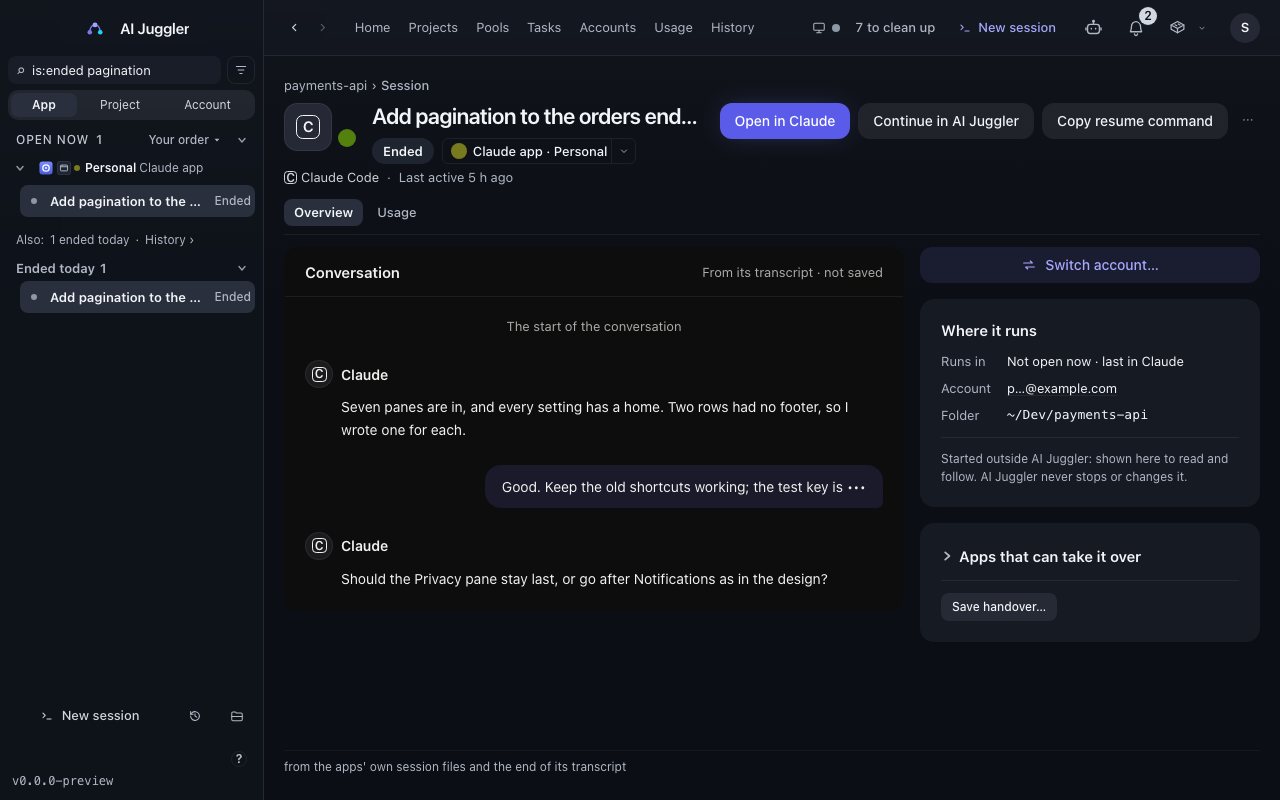 AI Juggler
is:ended pagination
App Project Account
OPEN NOW 1 Your order
Personal Claude app
Add pagination to the ... Ended
Also: 1 ended today · History ›
Ended today 1
Add pagination to the ... Ended
New session
?
v0.0.0-preview
Home Projects Pools Tasks Accounts Usage History
7 to clean up
New session
2
S
payments-api › Session
C
Add pagination to the orders end...
Open in Claude
Continue in AI Juggler
Copy resume command
...
Ended
Claude app · Personal
C Claude Code · Last active 5 h ago
Overview Usage
Conversation
From its transcript · not saved
The start of the conversation
C Claude
Seven panes are in, and every setting has a home. Two rows had no footer, so I
wrote one for each.
Good. Keep the old shortcuts working; the test key is •••
C Claude
Should the Privacy pane stay last, or go after Notifications as in the design?
Switch account...
Where it runs
Runs in Not open now · last in Claude
Account p...@example.com
Folder ~/Dev/payments-api
Started outside AI Juggler: shown here to read and
follow. AI Juggler never stops or changes it.
Apps that can take it over
Save handover...
from the apps' own session files and the end of its transcript